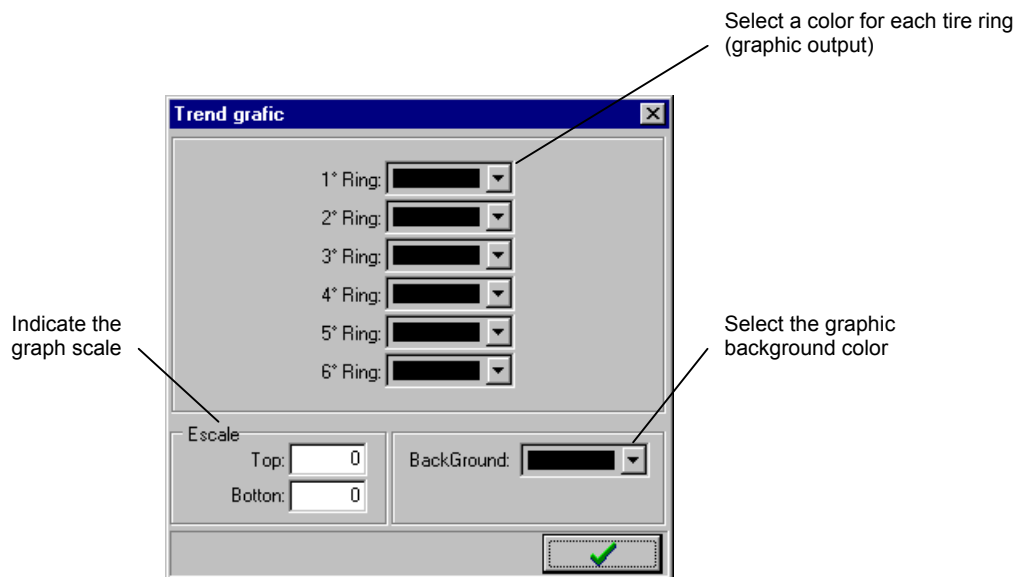 Select a color for each tire ring
(graphic output)
Trend grafic
1° Ring:
2° Ring:
3° Ring:
4° Ring:
5° Ring:
6° Ring:
Indicate the
graph scale
Select the graphic
background color
Escale
Top: 0
Botton: 0
BackGround: